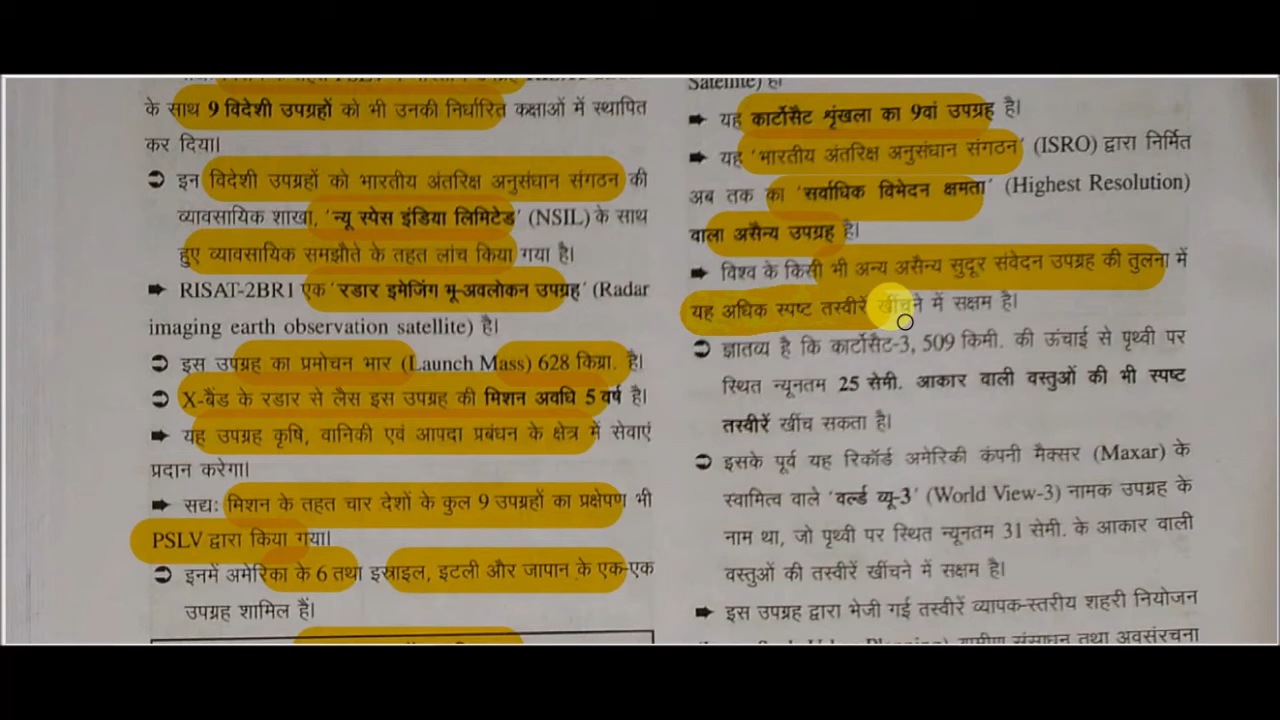 के साथ 9 विदेशी उपग्रहों को भी उनकी निर्धारित कक्षाओं में स्थापित
कर दिया।
➲ इन विदेशी उपग्रहों को भारतीय अंतरिक्ष अनुसंधान संगठन की
व्यावसायिक शाखा, 'न्यू स्पेस इंडिया लिमिटेड' (NSIL) के साथ
हुए व्यावसायिक समझौते के तहत लांच किया गया है।
➡ RISAT-2BR1 एक 'रडार इमेजिंग भू-अवलोकन उपग्रह' (Radar
imaging earth observation satellite) है।
➲ इस उपग्रह का प्रमोचन भार (Launch Mass) 628 किग्रा. है।
➲ X-बैंड के रडार से लैस इस उपग्रह की मिशन अवधि 5 वर्ष है।
➡ यह उपग्रह कृषि, वानिकी एवं आपदा प्रबंधन के क्षेत्र में सेवाएं
प्रदान करेगा।
➡ सद्य: मिशन के तहत चार देशों के कुल 9 उपग्रहों का प्रक्षेपण भी
PSLV द्वारा किया गया।
➲ इनमें अमेरिका के 6 तथा इस्राइल, इटली और जापान के एक-एक
उपग्रह शामिल हैं।
Satellite) है।
➡ यह कार्टोसैट शृंखला का 9वां उपग्रह है।
➡ यह 'भारतीय अंतरिक्ष अनुसंधान संगठन' (ISRO) द्वारा निर्मित
अब तक का 'सर्वाधिक विभेदन क्षमता' (Highest Resolution)
वाला असैन्य उपग्रह है।
➡ विश्व के किसी भी अन्य असैन्य सुदूर संवेदन उपग्रह की तुलना में
यह अधिक स्पष्ट तस्वीरें खींचने में सक्षम है।
➲ ज्ञातव्य है कि कार्टोसैट-3, 509 किमी. की ऊंचाई से पृथ्वी पर
स्थित न्यूनतम 25 सेमी. आकार वाली वस्तुओं की भी स्पष्ट
तस्वीरें खींच सकता है।
➲ इसके पूर्व यह रिकॉर्ड अमेरिकी कंपनी मैक्सर (Maxar) के
स्वामित्व वाले 'वर्ल्ड व्यू-3' (World View-3) नामक उपग्रह के
नाम था, जो पृथ्वी पर स्थित न्यूनतम 31 सेमी. के आकार वाली
वस्तुओं की तस्वीरें खींचने में सक्षम है।
➡ इस उपग्रह द्वारा भेजी गई तस्वीरें व्यापक-स्तरीय शहरी नियोजन
संसाधन तथा अवसंरचना